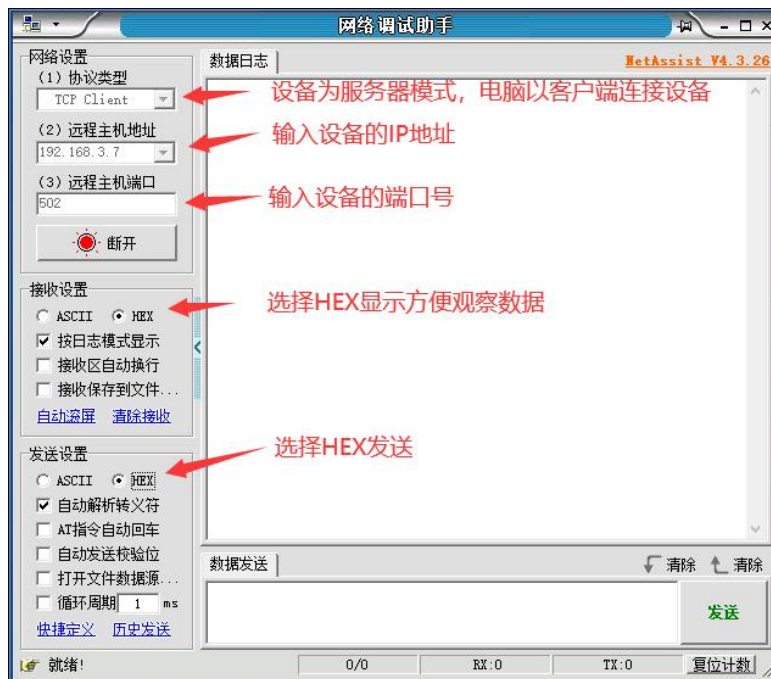 网络调试助手
网络设置
(1) 协议类型
TCP Client
(2) 远程主机地址
192.168.3.7
(3) 远程主机端口
502
断开
接收设置
ASCII HEX
按日志模式显示
接收区自动换行
接收保存到文件...
自动滚屏 清除接收
发送设置
ASCII HEX
自动解析转义符
AT指令自动回车
自动发送校验位
打开文件数据源...
循环周期 1 ms
快捷定义 历史发送
数据日志
NetAssist V4.3.26
设备为服务器模式，电脑以客户端连接设备
输入设备的IP地址
输入设备的端口号
选择HEX显示方便观察数据
选择HEX发送
数据发送
清除 清除
发送
就绪! 0/0 RX:0 TX:0 复位计数